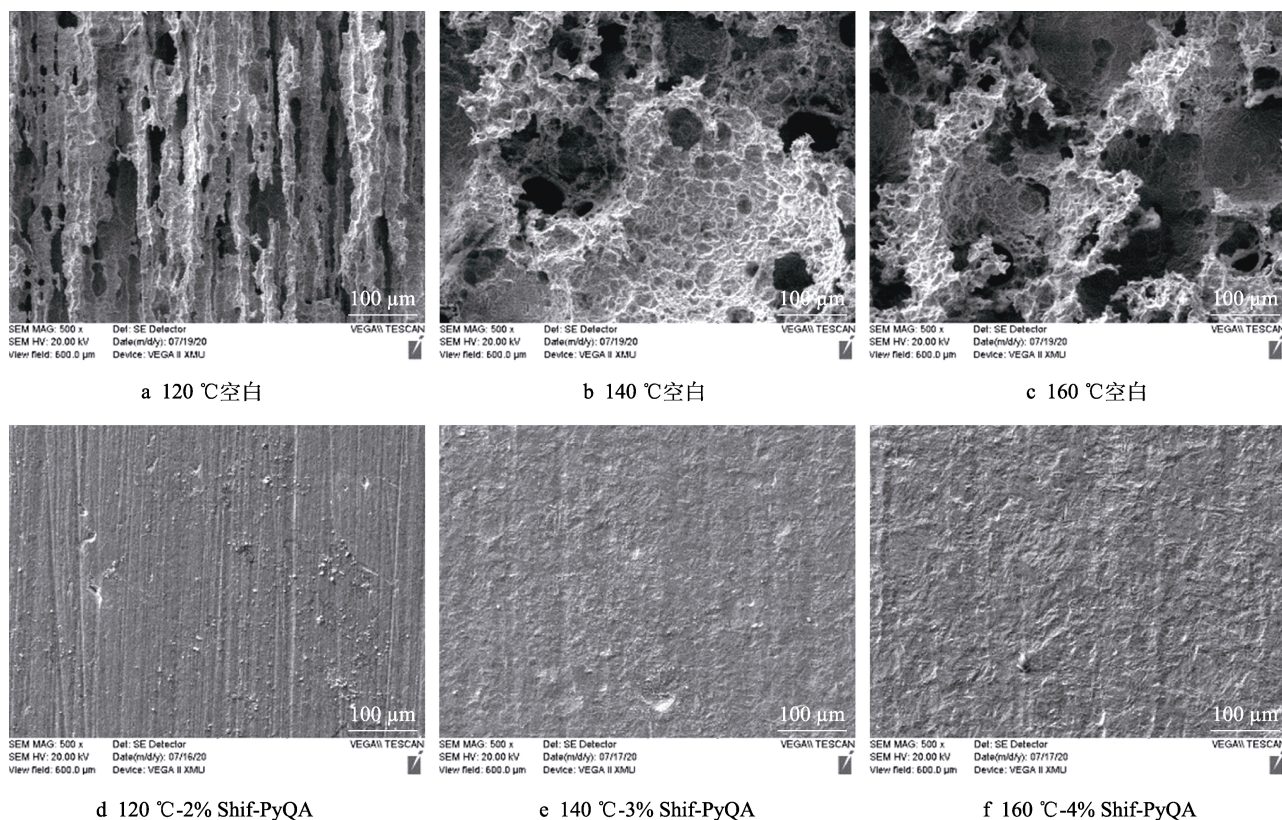 100 µm
100 µm
100 µm
SEM MAG: 500 x Det: SE Detector VEGA\\ TESCAN
SEM HV: 20.00 kV Date(m/d/y): 07/19/20
View field: 600.0 µm Device: VEGA II XMU
SEM MAG: 500 x Det: SE Detector VEGA\\ TESCAN
SEM HV: 20.00 kV Date(m/d/y): 07/19/20
View field: 600.0 µm Device: VEGA II XMU
SEM MAG: 500 x Det: SE Detector VEGA\\ TESCAN
SEM HV: 20.00 kV Date(m/d/y): 07/19/20
View field: 600.0 µm Device: VEGA II XMU
a 120 ℃空白
b 140 ℃空白
c 160 ℃空白
100 µm
100 µm
100 µm
SEM MAG: 500 x Det: SE Detector VEGA\\ TESCAN
SEM HV: 20.00 kV Date(m/d/y): 07/16/20
View field: 600.0 µm Device: VEGA II XMU
SEM MAG: 500 x Det: SE Detector VEGA\\ TESCAN
SEM HV: 20.00 kV Date(m/d/y): 07/17/20
View field: 600.0 µm Device: VEGA II XMU
SEM MAG: 500 x Det: SE Detector VEGA\\ TESCAN
SEM HV: 20.00 kV Date(m/d/y): 07/17/20
View field: 600.0 µm Device: VEGA II XMU
d 120 ℃-2% Shif-PyQA
e 140 ℃-3% Shif-PyQA
f 160 ℃-4% Shif-PyQA